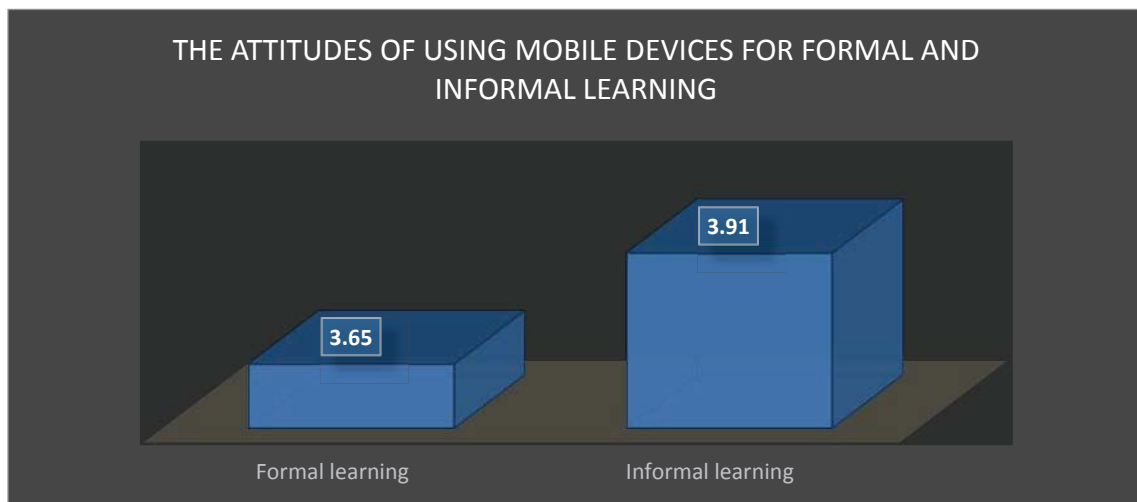 THE ATTITUDES OF USING MOBILE DEVICES FOR FORMAL AND
INFORMAL LEARNING
3.91
3.65
Formal learning
Informal learning